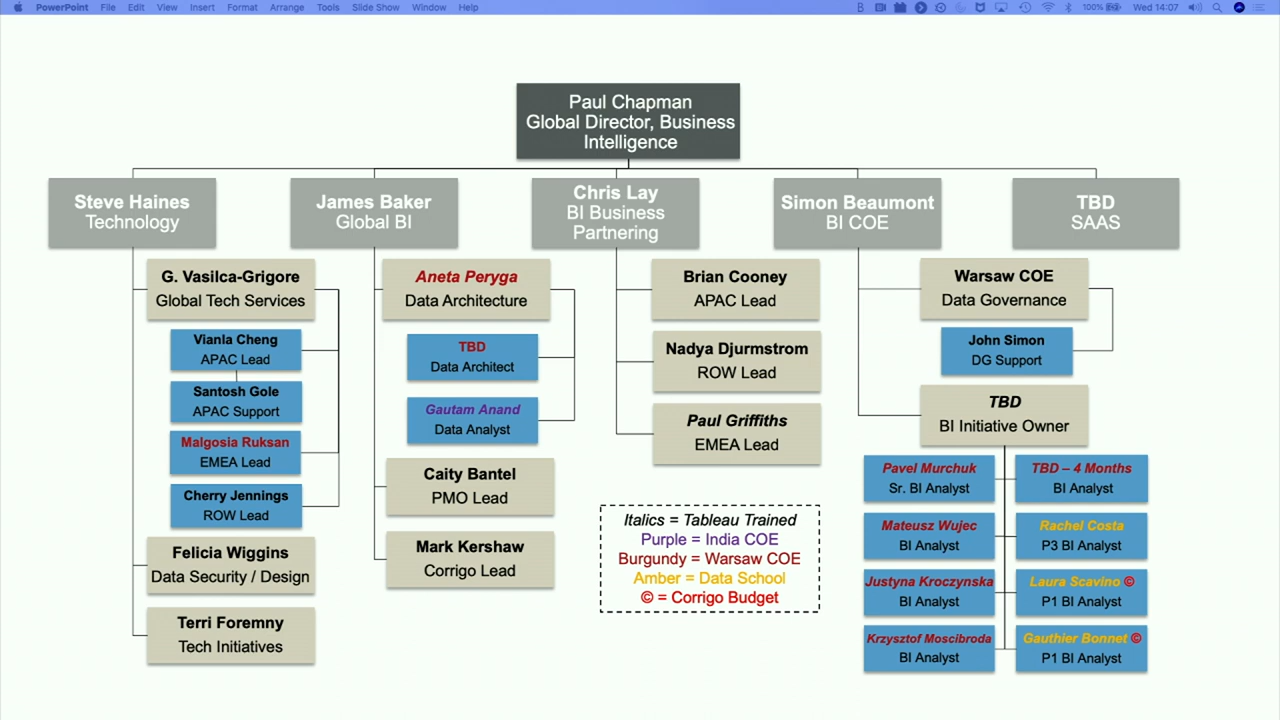 PowerPoint File Edit View Insert Format Arrange Tools Slide Show Window Help 100% Wed 14:07
Paul Chapman
Global Director, Business
Intelligence
Steve Haines
Technology
James Baker
Global BI
Chris Lay
BI Business
Partnering
Simon Beaumont
BI COE
TBD
SAAS
G. Vasilca-Grigore
Global Tech Services
Vianla Cheng
APAC Lead
Santosh Gole
APAC Support
Malgosia Ruksan
EMEA Lead
Cherry Jennings
ROW Lead
Felicia Wiggins
Data Security / Design
Terri Foremny
Tech Initiatives
Aneta Peryga
Data Architecture
TBD
Data Architect
Gautam Anand
Data Analyst
Caity Bantel
PMO Lead
Mark Kershaw
Corrigo Lead
Brian Cooney
APAC Lead
Nadya Djurmstrom
ROW Lead
Paul Griffiths
EMEA Lead
Italics = Tableau Trained
Purple = India COE
Burgundy = Warsaw COE
Amber = Data School
© = Corrigo Budget
Warsaw COE
Data Governance
John Simon
DG Support
TBD
BI Initiative Owner
Pavel Murchuk
Sr. BI Analyst
TBD – 4 Months
BI Analyst
Mateusz Wujec
BI Analyst
Rachel Costa
P3 BI Analyst
Justyna Kroczynska
BI Analyst
Laura Scavino ©
P1 BI Analyst
Krzysztof Moscibroda
BI Analyst
Gauthier Bonnet ©
P1 BI Analyst